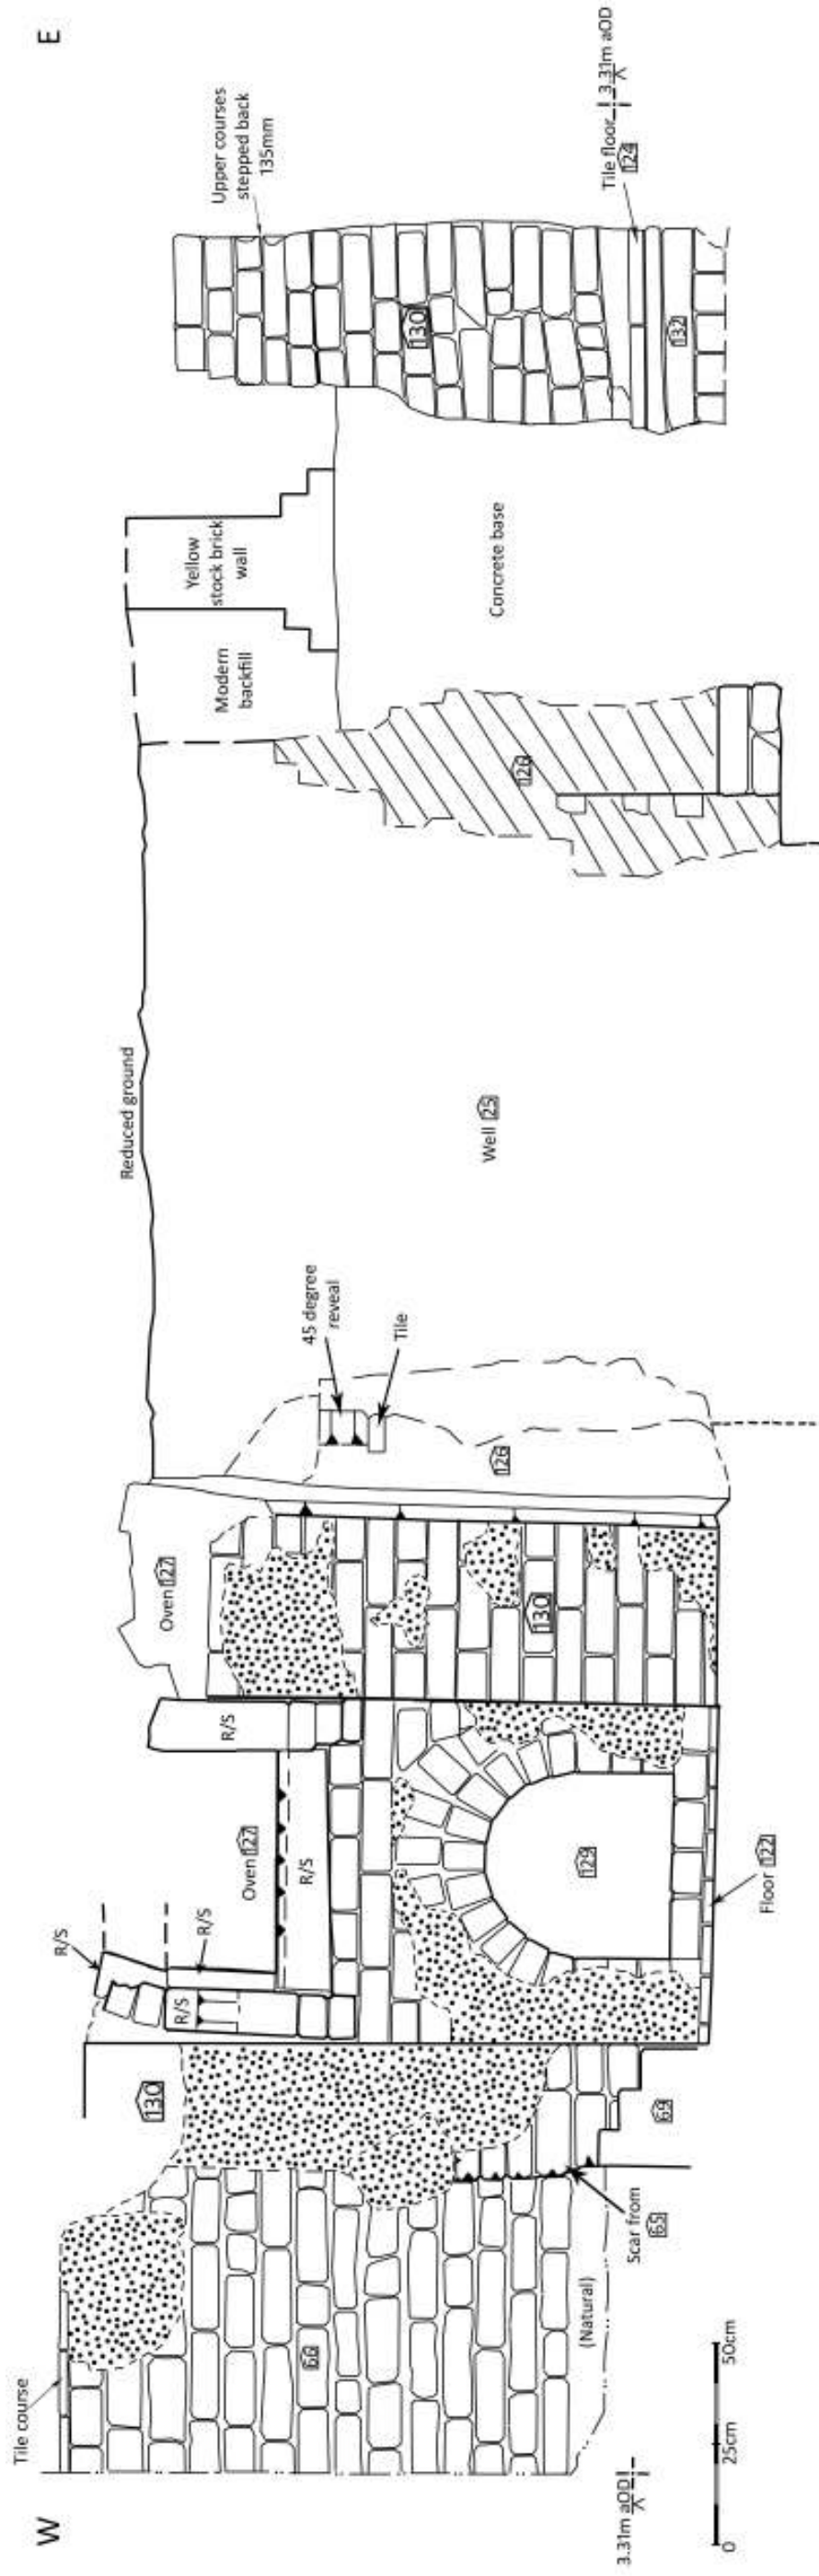 W
E
Tile course
R/S
R/S
R/S
R/S
R/S
130
66
Oven 127
Oven 127
Reduced ground
45 degree
reveal
Tile
Modern
backfill
Yellow
stock brick
wall
Upper courses
stepped back
135mm
130
126
126
130
129
Well 25
Concrete base
Tile floor
124
3.31m aOD
132
69
Scar from
65
(Natural)
Floor 122
3.31m aOD
0
25cm
50cm